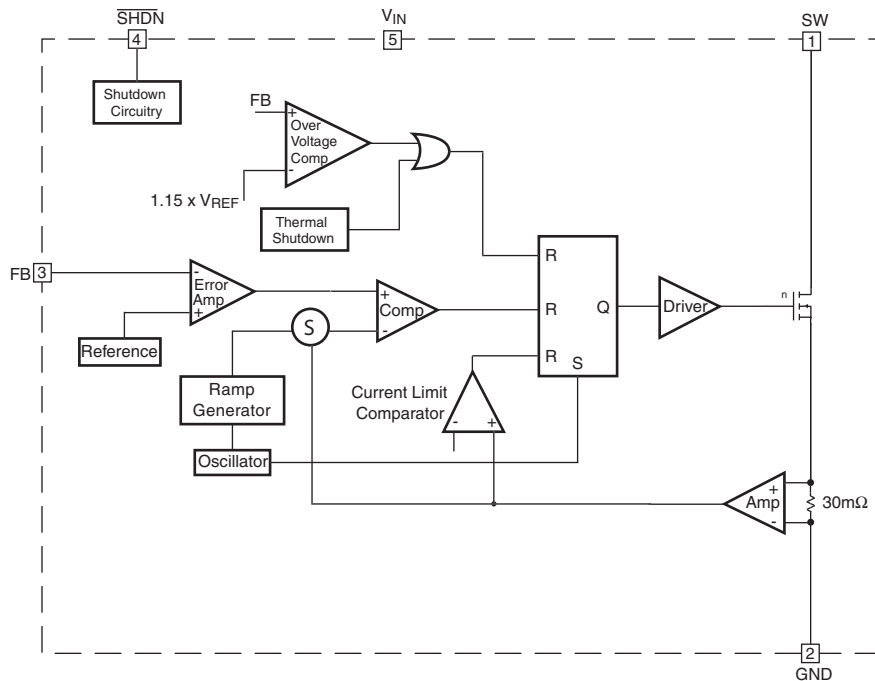 SHDN
VIN
SW
4
5
1
Shutdown
Circuitry
FB
+
Over
Voltage
Comp
-
1.15 x VREF
Thermal
Shutdown
R
FB
3
-
Error
Amp
+
+
Comp
-
S
R
Q
Driver
n
Reference
R
S
Ramp
Generator
Current Limit
Comparator
-
+
Oscillator
+
Amp
-
30mΩ
2
GND